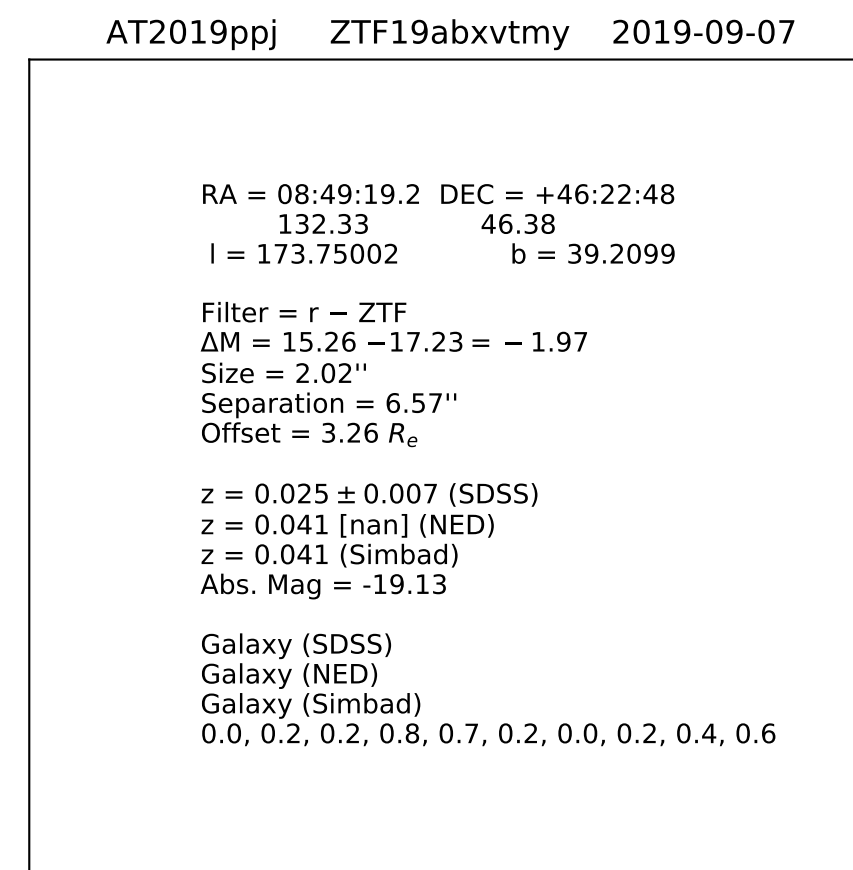 AT2019ppj ZTF19abxvtmy 2019-09-07
RA = 08:49:19.2 DEC = +46:22:48
132.33 46.38
l = 173.75002 b = 39.2099
Filter = r − ZTF
ΔM = 15.26 −17.23 = − 1.97
Size = 2.02''
Separation = 6.57''
Offset = 3.26 Re
z = 0.025 ± 0.007 (SDSS)
z = 0.041 [nan] (NED)
z = 0.041 (Simbad)
Abs. Mag = -19.13
Galaxy (SDSS)
Galaxy (NED)
Galaxy (Simbad)
0.0, 0.2, 0.2, 0.8, 0.7, 0.2, 0.0, 0.2, 0.4, 0.6